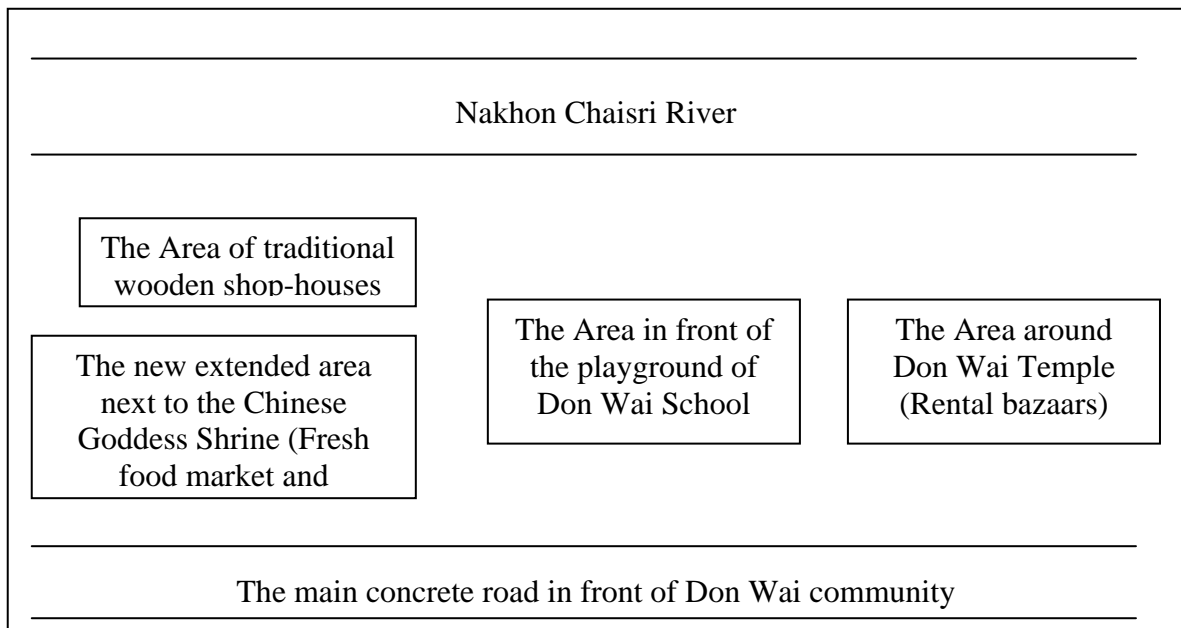 Nakhon Chaisri River
The Area of traditional
wooden shop-houses
The new extended area
next to the Chinese
Goddess Shrine (Fresh
food market and
The Area in front of
the playground of
Don Wai School
The Area around
Don Wai Temple
(Rental bazaars)
The main concrete road in front of Don Wai community